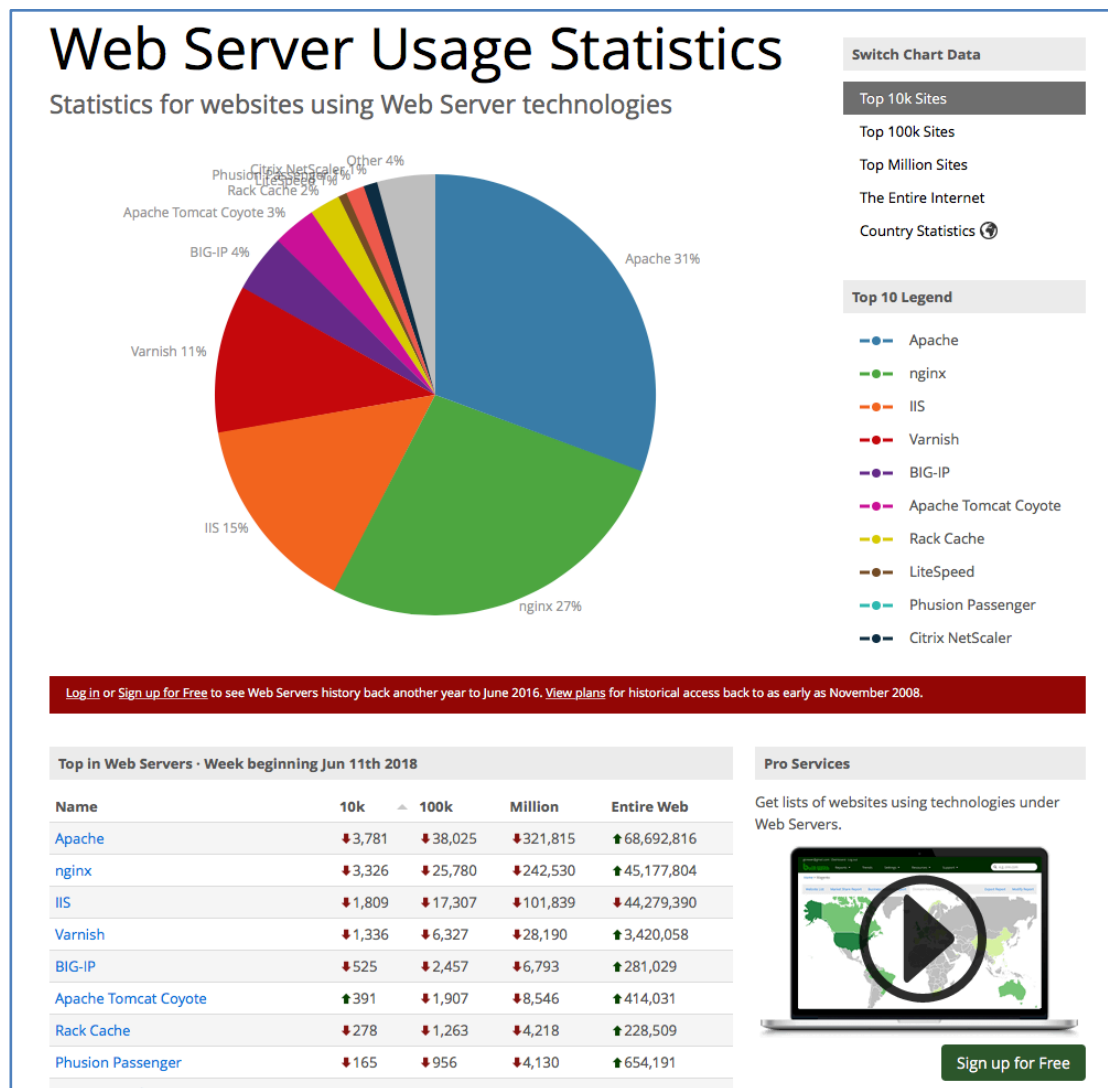 Web Server Usage Statistics
Statistics for websites using Web Server technologies
Other 4%
Citrix NetScaler 1%
Phusion Passenger 1%
LiteSpeed 1%
Rack Cache 2%
Apache Tomcat Coyote 3%
BIG-IP 4%
Varnish 11%
IIS 15%
Apache 31%
nginx 27%
Switch Chart Data
Top 10k Sites
Top 100k Sites
Top Million Sites
The Entire Internet
Country Statistics
Top 10 Legend
Apache
nginx
IIS
Varnish
BIG-IP
Apache Tomcat Coyote
Rack Cache
LiteSpeed
Phusion Passenger
Citrix NetScaler
Log in or Sign up for Free to see Web Servers history back another year to June 2016. View plans for historical access back to as early as November 2008.
Top in Web Servers · Week beginning Jun 11th 2018
Name 10k 100k Million Entire Web
Apache 3,781 38,025 321,815 68,692,816
nginx 3,326 25,780 242,530 45,177,804
IIS 1,809 17,307 101,839 44,279,390
Varnish 1,336 6,327 28,190 3,420,058
BIG-IP 525 2,457 6,793 281,029
Apache Tomcat Coyote 391 1,907 8,546 414,031
Rack Cache 278 1,263 4,218 228,509
Phusion Passenger 165 956 4,130 654,191
Pro Services
Get lists of websites using technologies under
Web Servers.
Sign up for Free